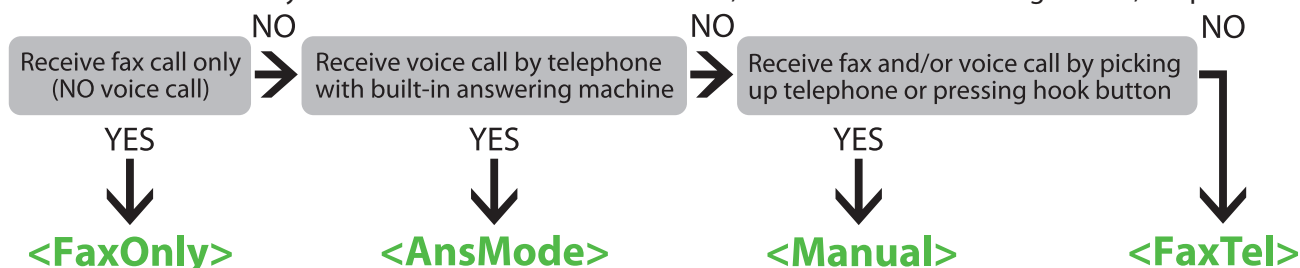 NO NO NO
Receive fax call only
(NO voice call)
Receive voice call by telephone
with built-in answering machine
Receive fax and/or voice call by picking
up telephone or pressing hook button
YES YES YES
<FaxOnly> <AnsMode> <Manual> <FaxTel>